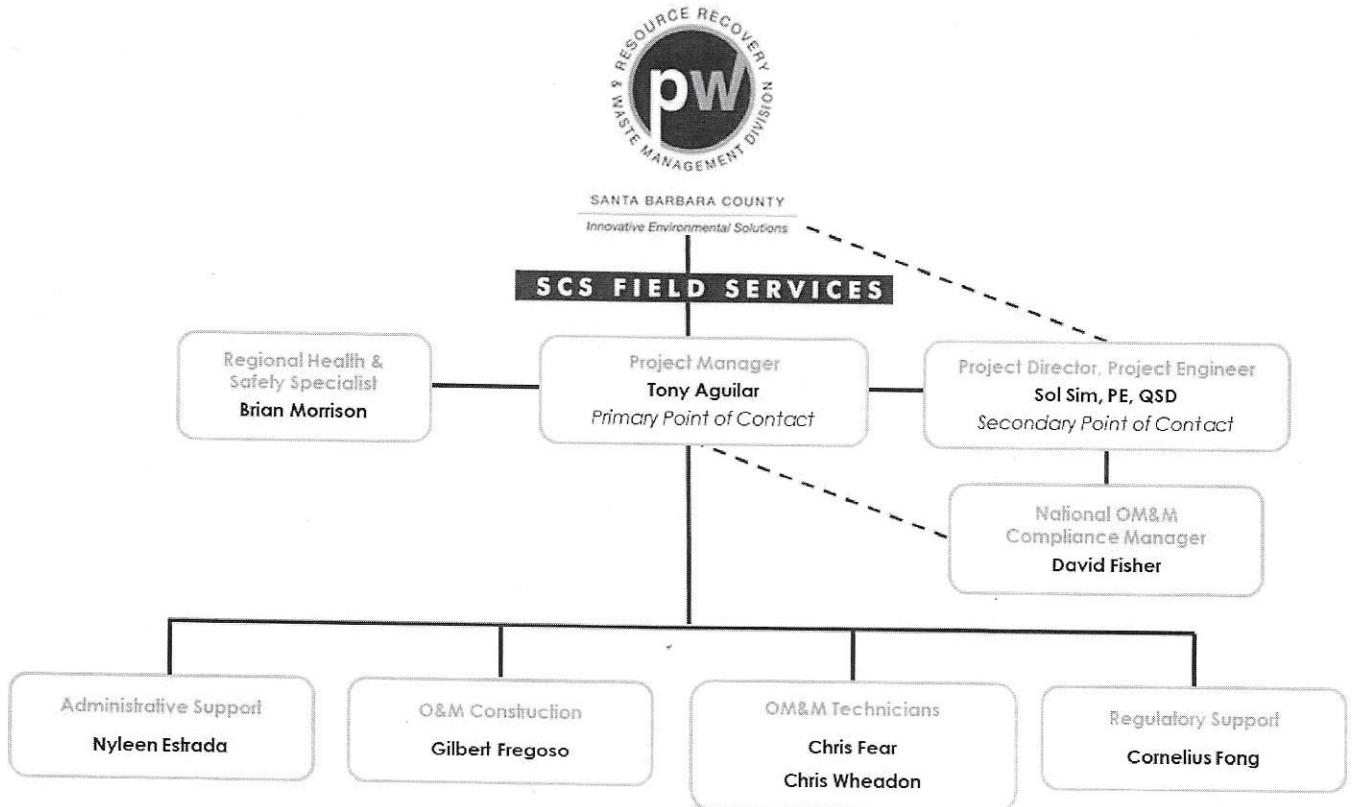 RESOURCE RECOVERY
& WASTE MANAGEMENT DIVISION
pw
SANTA BARBARA COUNTY
Innovative Environmental Solutions
SCS FIELD SERVICES
Regional Health &
Safety Specialist
Brian Morrison
Project Manager
Tony Aguilar
Primary Point of Contact
Project Director, Project Engineer
Sol Sim, PE, QSD
Secondary Point of Contact
National OM&M
Compliance Manager
David Fisher
Administrative Support
Nyleen Estrada
O&M Construction
Gilbert Fregoso
OM&M Technicians
Chris Fear
Chris Wheadon
Regulatory Support
Cornelius Fong